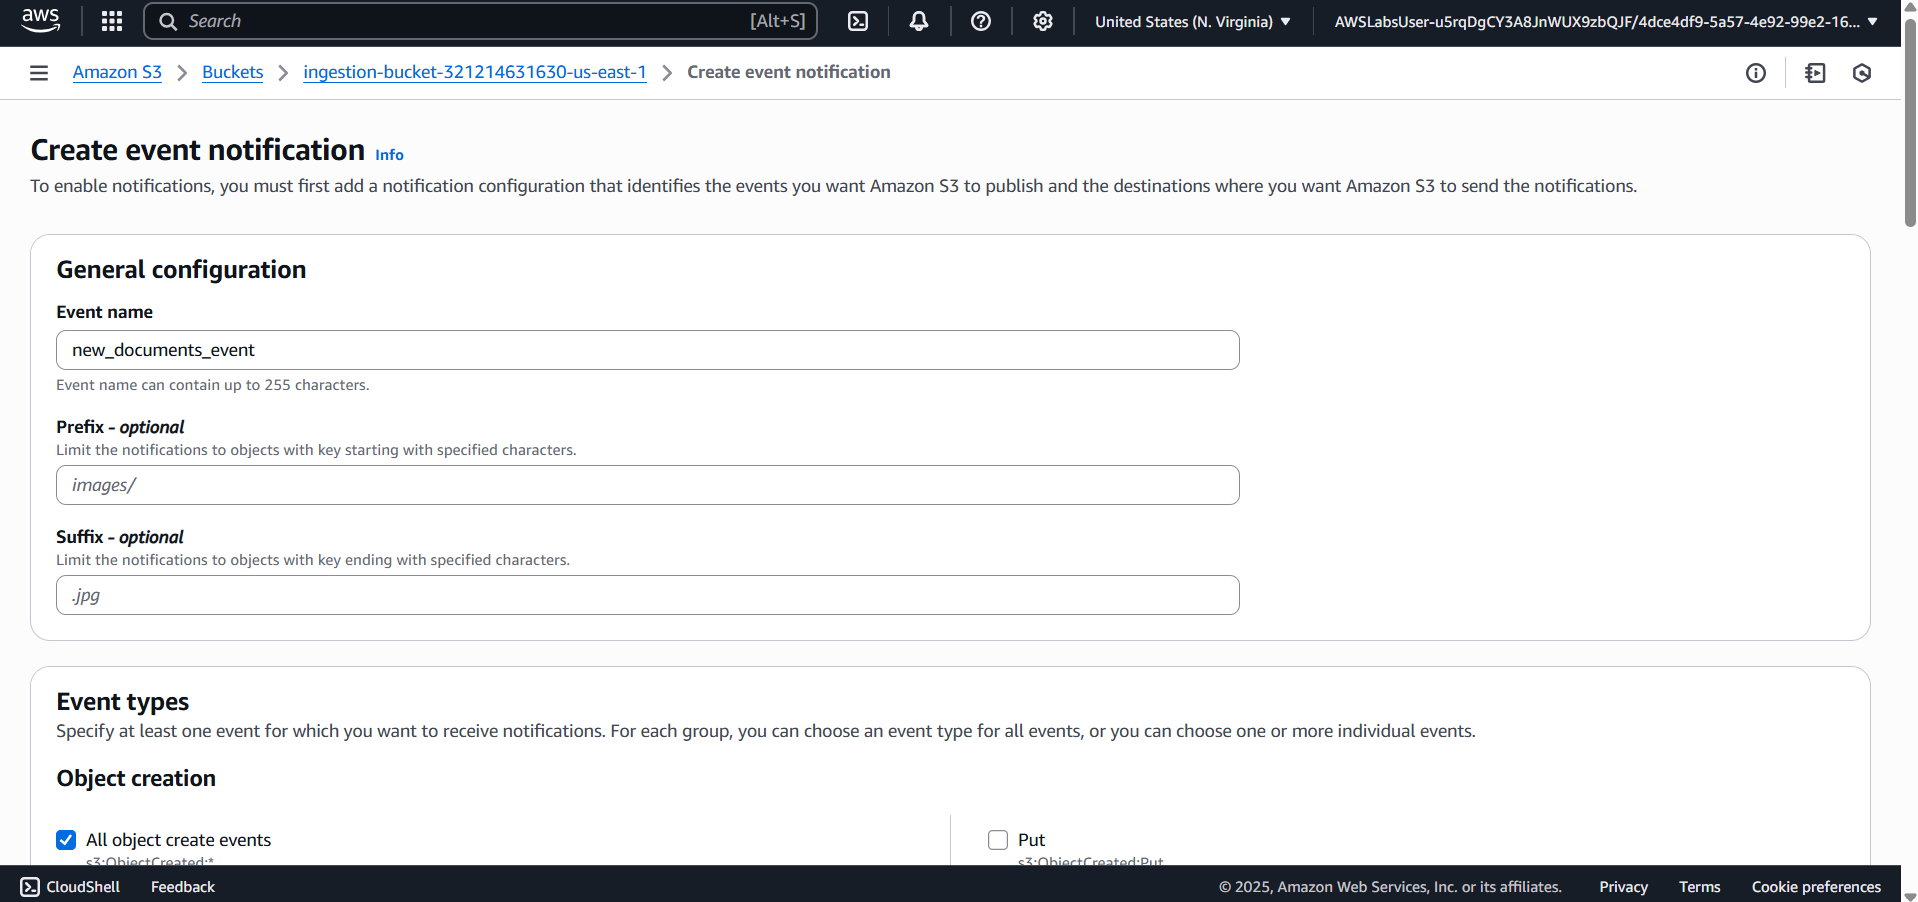 aws
Search [Alt+S]
United States (N. Virginia)
AWSLabsUser-u5rqDgCY3A8JnWUX9zbQJF/4dce4df9-5a57-4e92-99e2-16...
Amazon S3 > Buckets > ingestion-bucket-321214631630-us-east-1 > Create event notification
Create event notification Info
To enable notifications, you must first add a notification configuration that identifies the events you want Amazon S3 to publish and the destinations where you want Amazon S3 to send the notifications.
General configuration
Event name
new_documents_event
Event name can contain up to 255 characters.
Prefix - optional
Limit the notifications to objects with key starting with specified characters.
images/
Suffix - optional
Limit the notifications to objects with key ending with specified characters.
.jpg
Event types
Specify at least one event for which you want to receive notifications. For each group, you can choose an event type for all events, or you can choose one or more individual events.
Object creation
All object create events
s3:ObjectCreated:*
Put
s3:ObjectCreated:Put
CloudShell Feedback
© 2025, Amazon Web Services, Inc. or its affiliates. Privacy Terms Cookie preferences